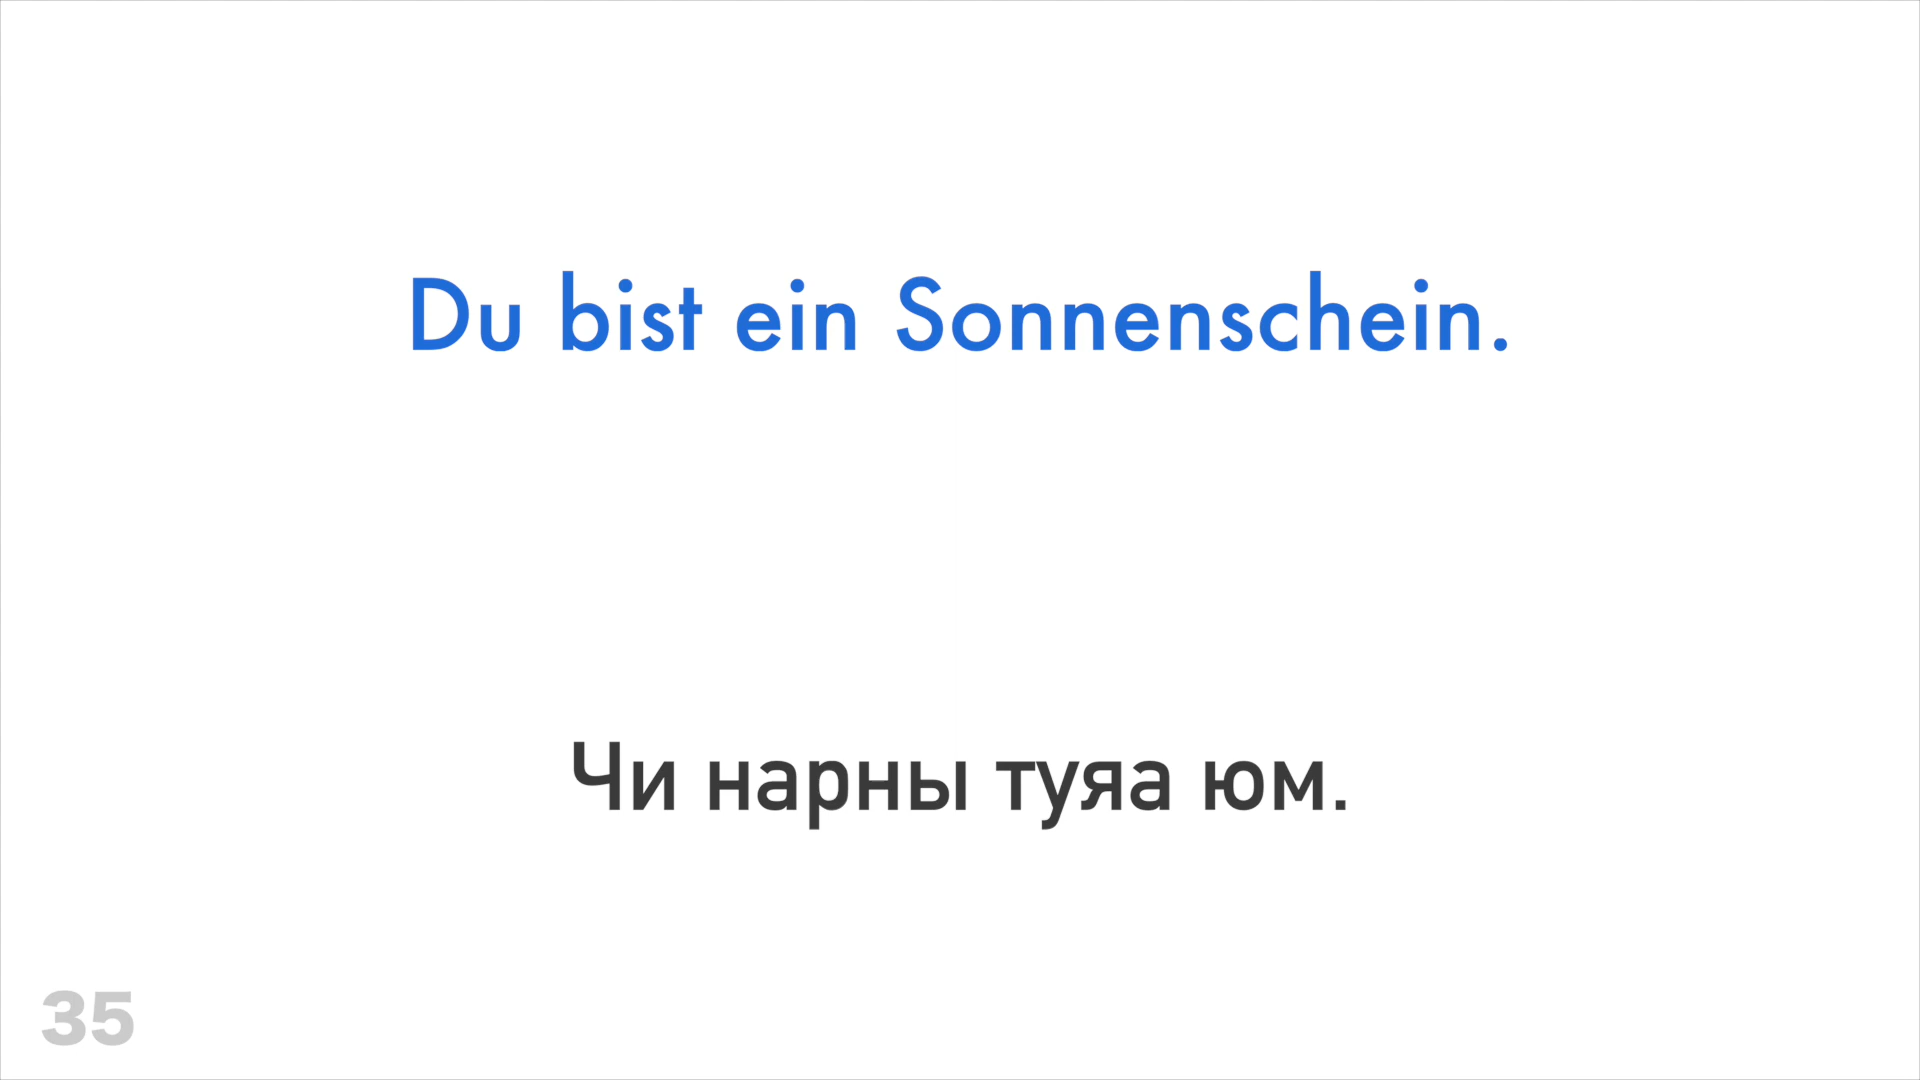 Du bist ein Sonnenschein.
Чи нарны туяа юм.
35